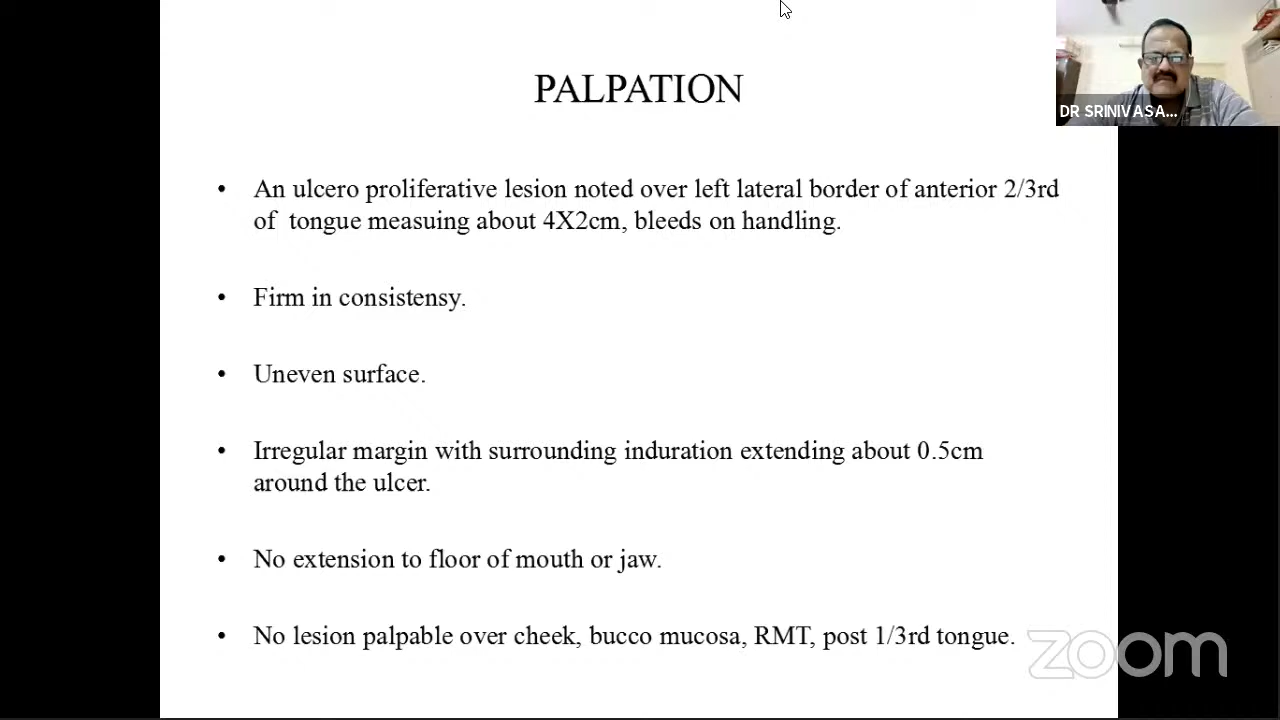 PALPATION
DR SRINIVASA...
• An ulcero proliferative lesion noted over left lateral border of anterior 2/3rd
of tongue measuing about 4X2cm, bleeds on handling.
• Firm in consistensy.
• Uneven surface.
• Irregular margin with surrounding induration extending about 0.5cm
around the ulcer.
• No extension to floor of mouth or jaw.
• No lesion palpable over cheek, bucco mucosa, RMT, post 1/3rd tongue.
zoom